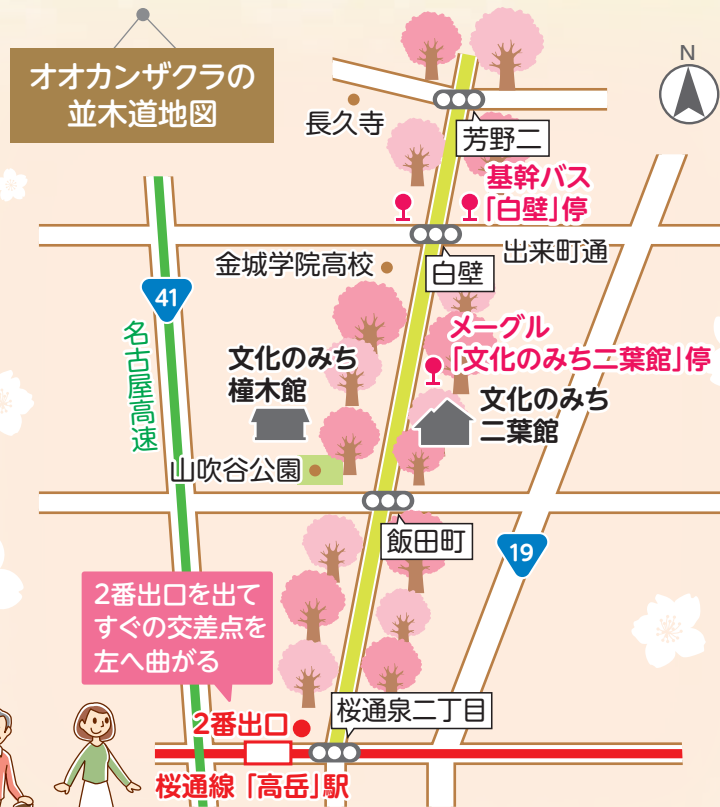 オオカンザクラの
並木道地図
N
長久寺
芳野二
基幹バス
「白壁」停
出来町通
金城学院高校
白壁
41
名古屋高速
メーグル
「文化のみち二葉館」停
文化のみち
橦木館
文化のみち
二葉館
山吹谷公園
飯田町
19
2番出口を出て
すぐの交差点を
左へ曲がる
桜通泉二丁目
2番出口
桜通線「高岳」駅